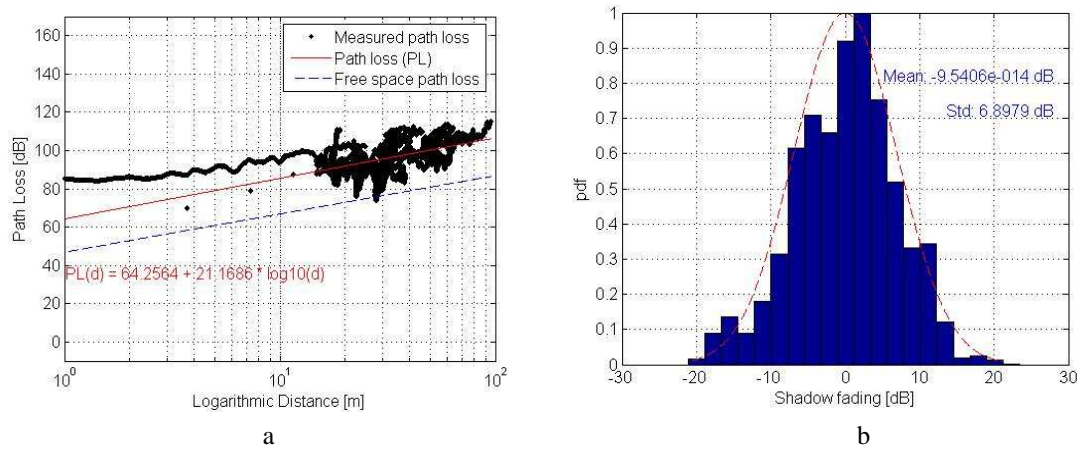 160
140
120
100
80
60
40
20
0
Path Loss [dB]
Measured path loss
Path loss (PL)
Free space path loss
PL(d) = 64.2564 + 21.1686 * log10(d)
10^0
10^1
10^2
Logarithmic Distance [m]
a
1
0.9
0.8
0.7
0.6
0.5
0.4
0.3
0.2
0.1
0
pdf
Mean: -9.5406e-014 dB
Std: 6.8979 dB
-30
-20
-10
0
10
20
30
Shadow fading [dB]
b